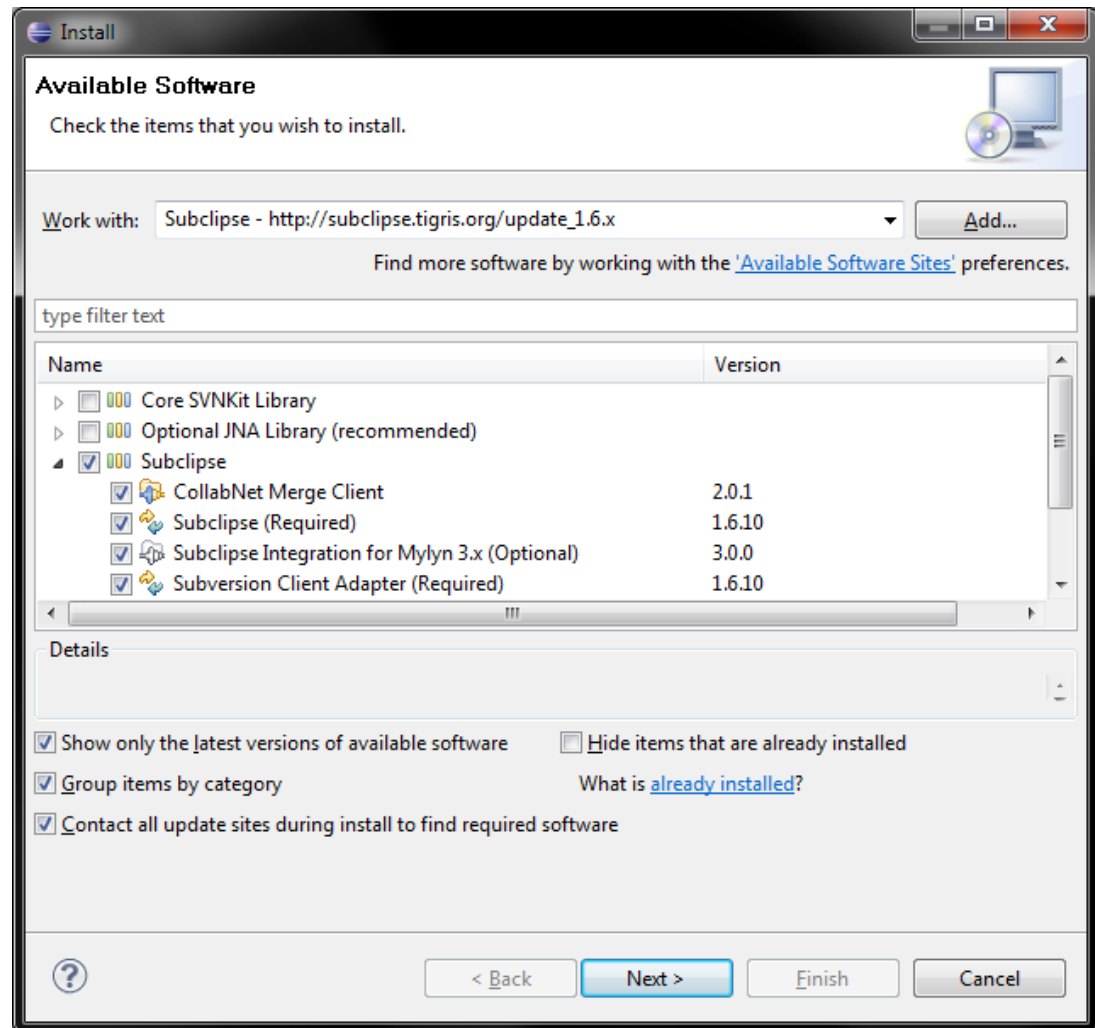 Install
Available Software
Check the items that you wish to install.
Work with: Subclipse - http://subclipse.tigris.org/update_1.6.x Add...
Find more software by working with the 'Available Software Sites' preferences.
type filter text
Name Version
Core SVNKit Library
Optional JNA Library (recommended)
Subclipse
CollabNet Merge Client 2.0.1
Subclipse (Required) 1.6.10
Subclipse Integration for Mylyn 3.x (Optional) 3.0.0
Subversion Client Adapter (Required) 1.6.10
Details
Show only the latest versions of available software Hide items that are already installed
Group items by category What is already installed?
Contact all update sites during install to find required software
? < Back Next > Finish Cancel